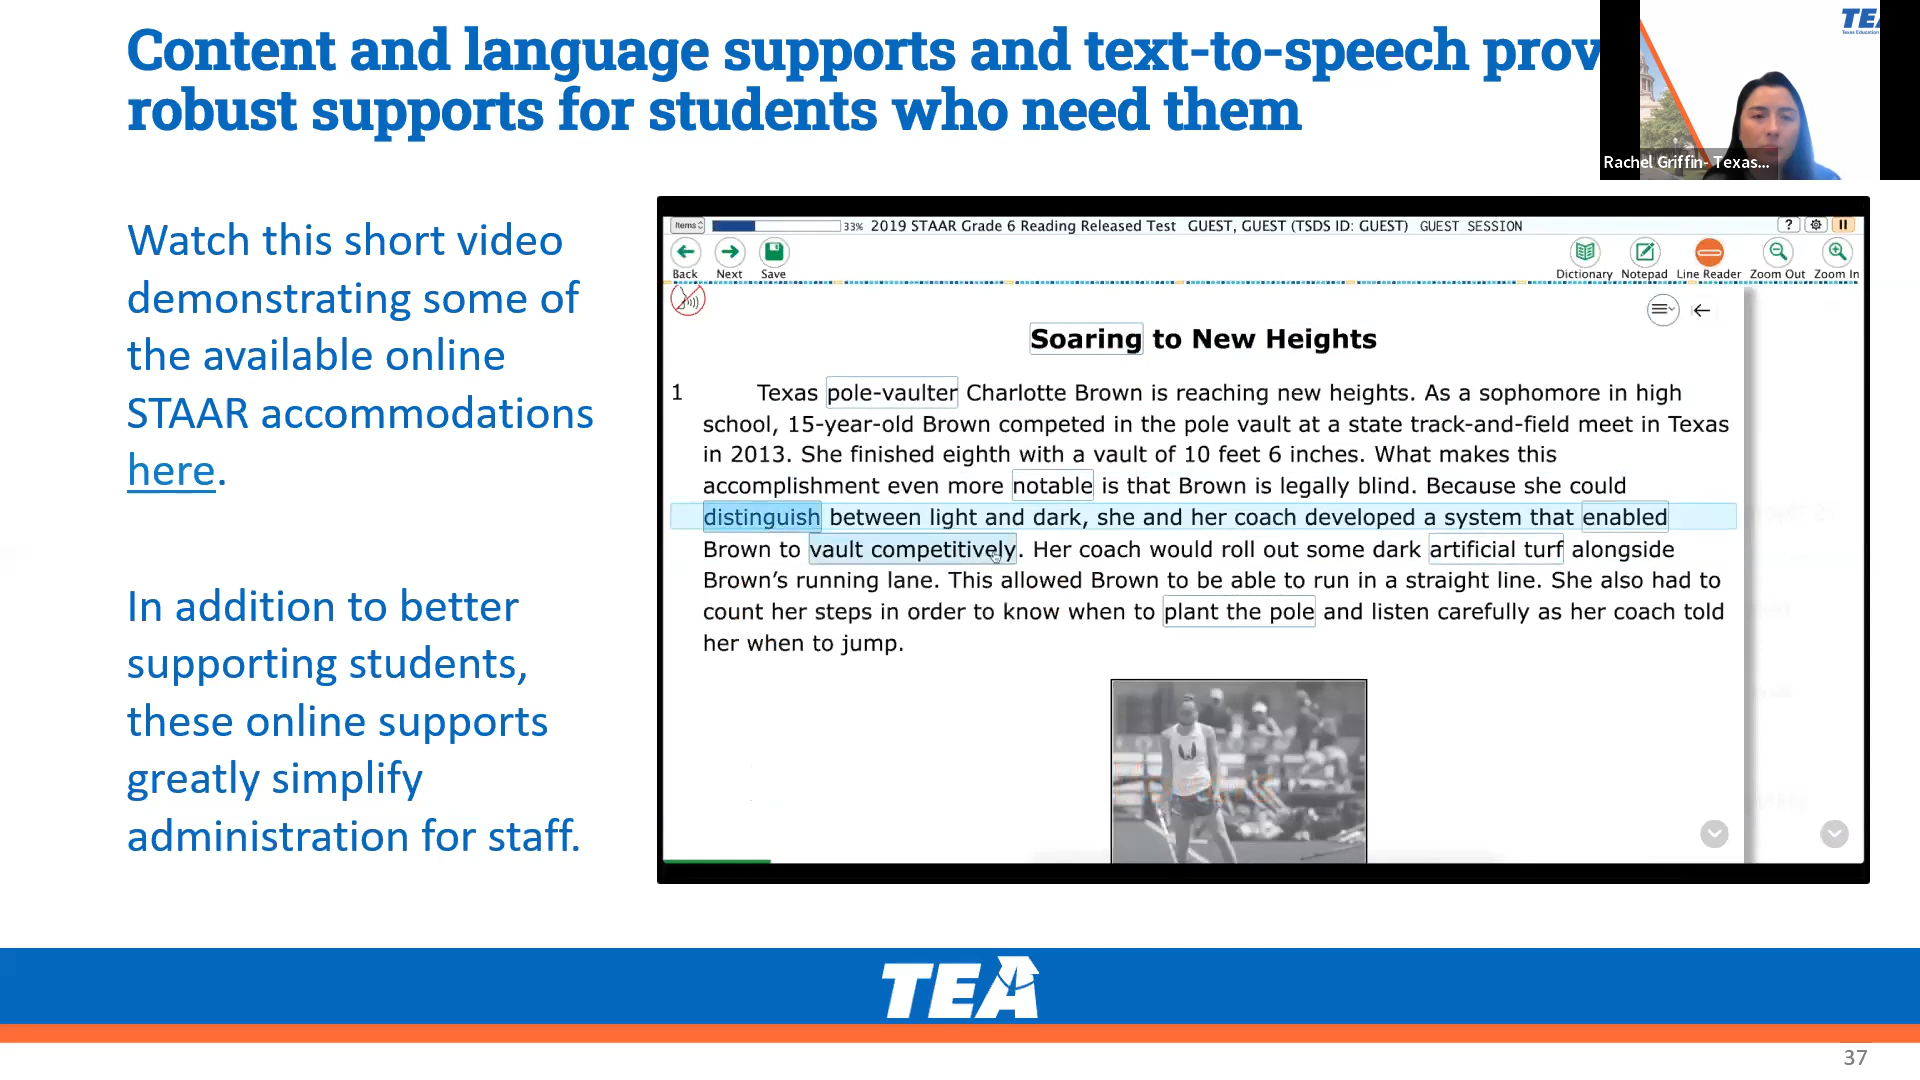 Content and language supports and text-to-speech prov
robust supports for students who need them
TEA
Rachel Griffin- Texas...
Watch this short video
demonstrating some of
the available online
STAAR accommodations
here.
In addition to better
supporting students,
these online supports
greatly simplify
administration for staff.
Items 33% 2019 STAAR Grade 6 Reading Released Test GUEST, GUEST (TSDS ID: GUEST) GUEST SESSION ?
Back Next Save Dictionary Notepad Line Reader Zoom Out Zoom In
Soaring to New Heights
1 Texas pole-vaulter Charlotte Brown is reaching new heights. As a sophomore in high
school, 15-year-old Brown competed in the pole vault at a state track-and-field meet in Texas
in 2013. She finished eighth with a vault of 10 feet 6 inches. What makes this
accomplishment even more notable is that Brown is legally blind. Because she could
distinguish between light and dark, she and her coach developed a system that enabled
Brown to vault competitively. Her coach would roll out some dark artificial turf alongside
Brown’s running lane. This allowed Brown to be able to run in a straight line. She also had to
count her steps in order to know when to plant the pole and listen carefully as her coach told
her when to jump.
W
TEA
37